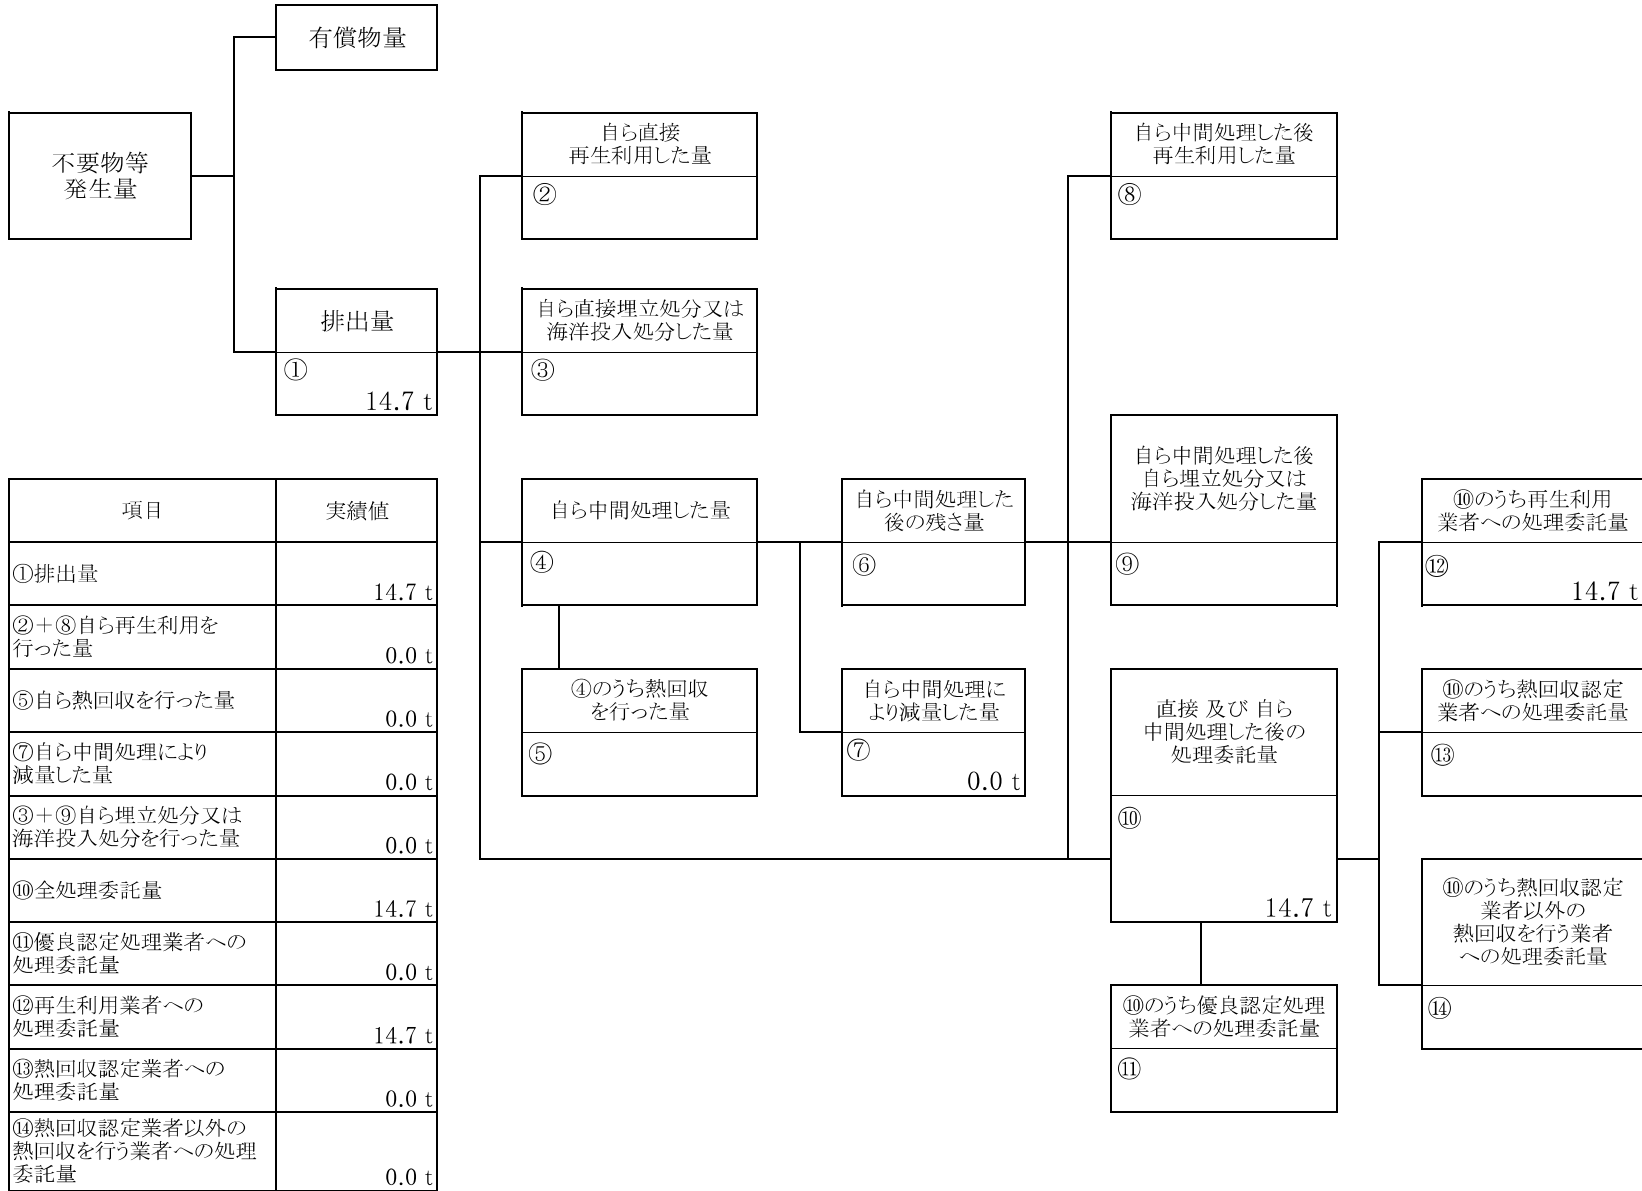 有償物量
不要物等
発生量
自ら直接
再生利用した量
②
自ら中間処理した後
再生利用した量
⑧
排出量
①
14.7 t
自ら直接埋立処分又は
海洋投入処分した量
③
自ら中間処理した量
④
自ら中間処理した
後の残さ量
⑥
自ら中間処理した後
自ら埋立処分又は
海洋投入処分した量
⑨
⑩のうち再生利用
業者への処理委託量
⑫
14.7 t
④のうち熱回収
を行った量
⑤
自ら中間処理に
より減量した量
⑦
0.0 t
直接 及び 自ら
中間処理した後の
処理委託量
⑩
14.7 t
⑩のうち熱回収認定
業者への処理委託量
⑬
⑩のうち熱回収認定
業者以外の
熱回収を行う業者
への処理委託量
⑭
⑩のうち優良認定処理
業者への処理委託量
⑪
項目 実績値
①排出量
14.7 t
②+⑧自ら再生利用を
行った量
0.0 t
⑤自ら熱回収を行った量
0.0 t
⑦自ら中間処理により
減量した量
0.0 t
③+⑨自ら埋立処分又は
海洋投入処分を行った量
0.0 t
⑩全処理委託量
14.7 t
⑪優良認定処理業者への
処理委託量
0.0 t
⑫再生利用業者への
処理委託量
14.7 t
⑬熱回収認定業者への
処理委託量
0.0 t
⑭熱回収認定業者以外の
熱回収を行う業者への処理
委託量
0.0 t